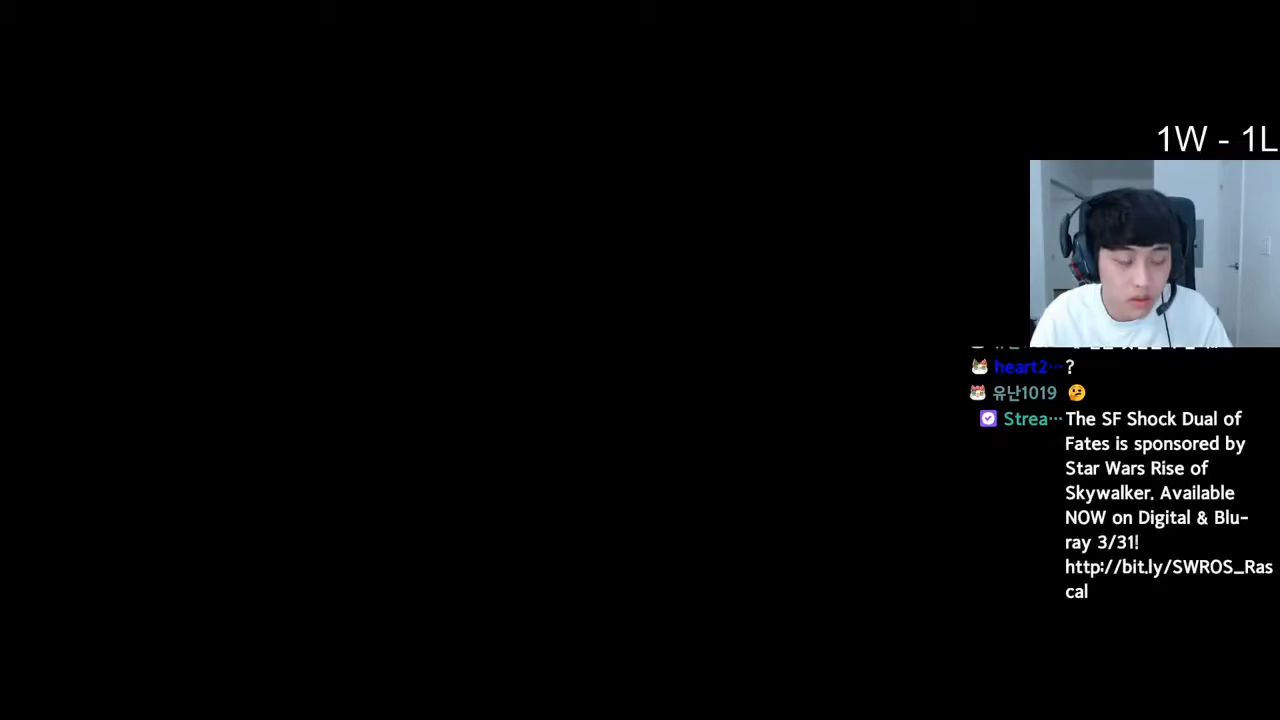 1W - 1L
heart2… ?
유난1019 🤔
Strea… The SF Shock Dual of
Fates is sponsored by
Star Wars Rise of
Skywalker. Available
NOW on Digital & Blu-
ray 3/31!
http://bit.ly/SWROS_Ras
cal